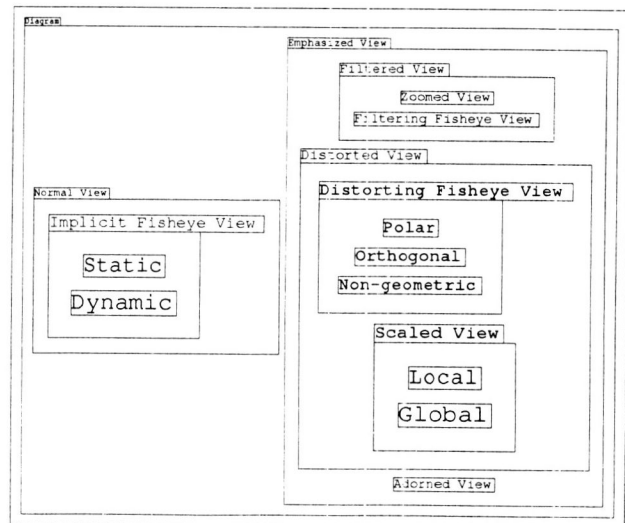 Diagram
Emphasized View
Filtered View
Zoomed View
Filtering Fisheye View
Distorted View
Distorting Fisheye View
Polar
Orthogonal
Non-geometric
Scaled View
Local
Global
Adorned View
Normal View
Implicit Fisheye View
Static
Dynamic